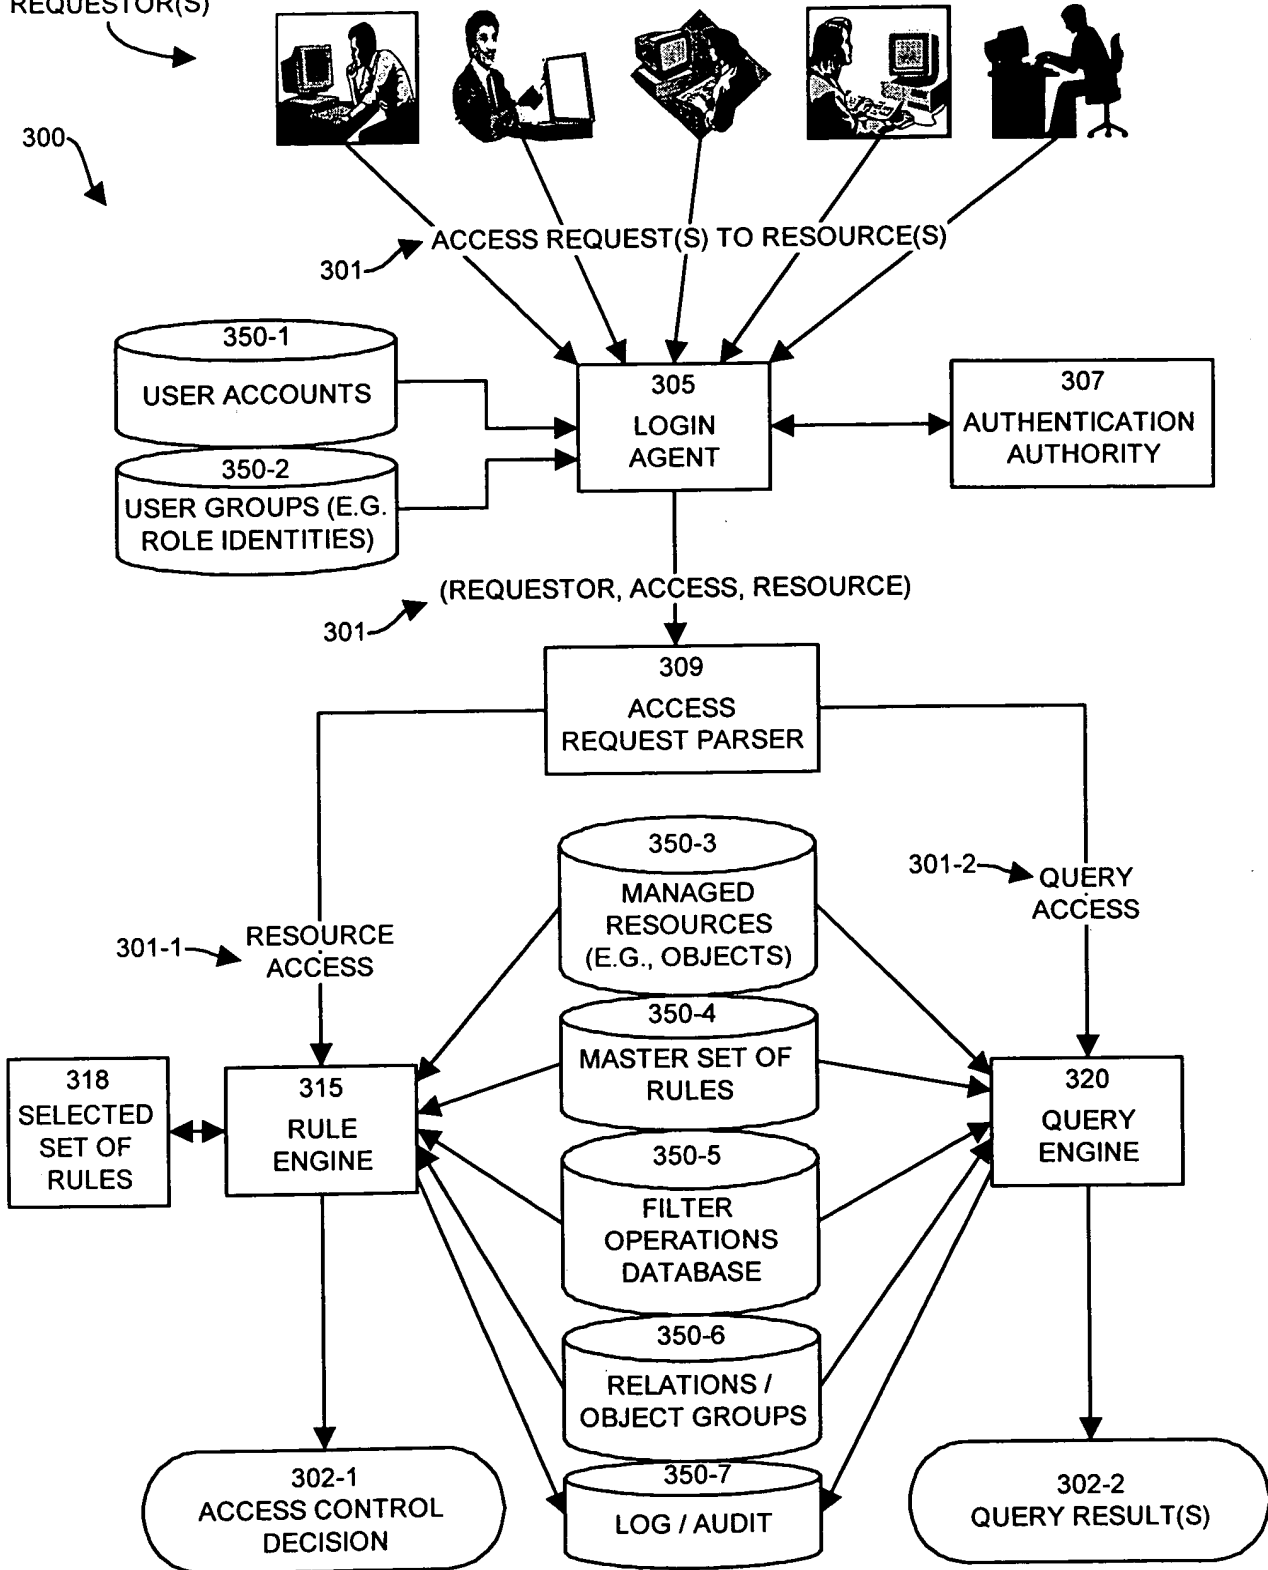 REQUESTOR(S)
300
ACCESS REQUEST(S) TO RESOURCE(S)
301
350-1
USER ACCOUNTS
350-2
USER GROUPS (E.G.
ROLE IDENTITIES)
305
LOGIN
AGENT
307
AUTHENTICATION
AUTHORITY
(REQUESTOR, ACCESS, RESOURCE)
301
309
ACCESS
REQUEST PARSER
350-3
MANAGED
RESOURCES
(E.G., OBJECTS)
301-2
QUERY
ACCESS
301-1
RESOURCE
ACCESS
350-4
MASTER SET OF
RULES
318
SELECTED
SET OF
RULES
315
RULE
ENGINE
320
QUERY
ENGINE
350-5
FILTER
OPERATIONS
DATABASE
350-6
RELATIONS /
OBJECT GROUPS
350-7
LOG / AUDIT
302-1
ACCESS CONTROL
DECISION
302-2
QUERY RESULT(S)